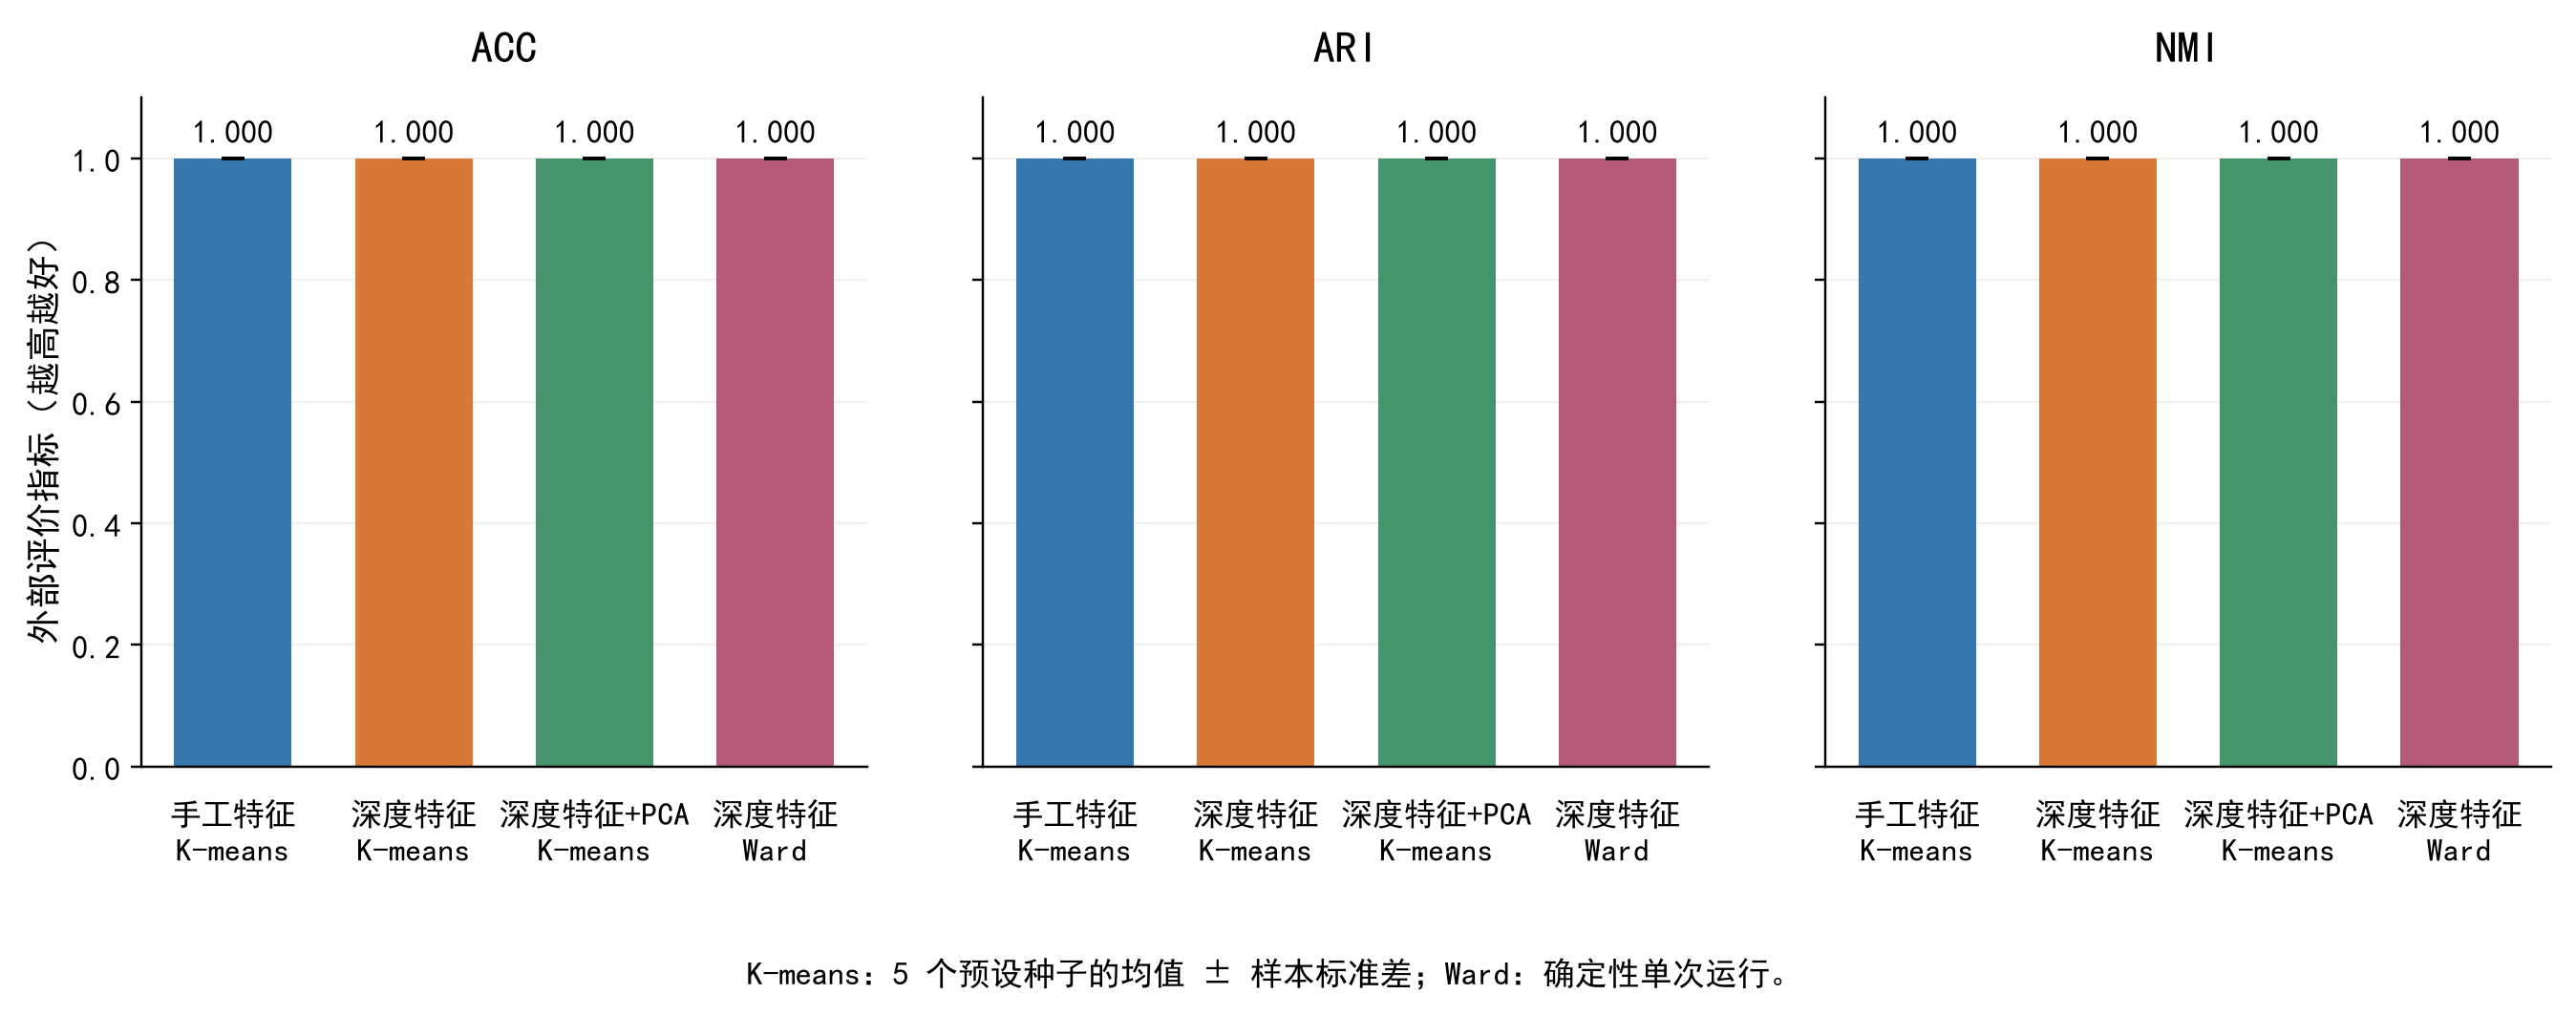 ACC
ARI
NMI
外部评价指标（越高越好）
1.0
0.8
0.6
0.4
0.2
0.0
1.000
1.000
1.000
1.000
手工特征
K-means
深度特征
K-means
深度特征+PCA
K-means
深度特征
Ward
1.000
1.000
1.000
1.000
手工特征
K-means
深度特征
K-means
深度特征+PCA
K-means
深度特征
Ward
1.000
1.000
1.000
1.000
手工特征
K-means
深度特征
K-means
深度特征+PCA
K-means
深度特征
Ward
K-means：5 个预设种子的均值 ± 样本标准差；Ward：确定性单次运行。